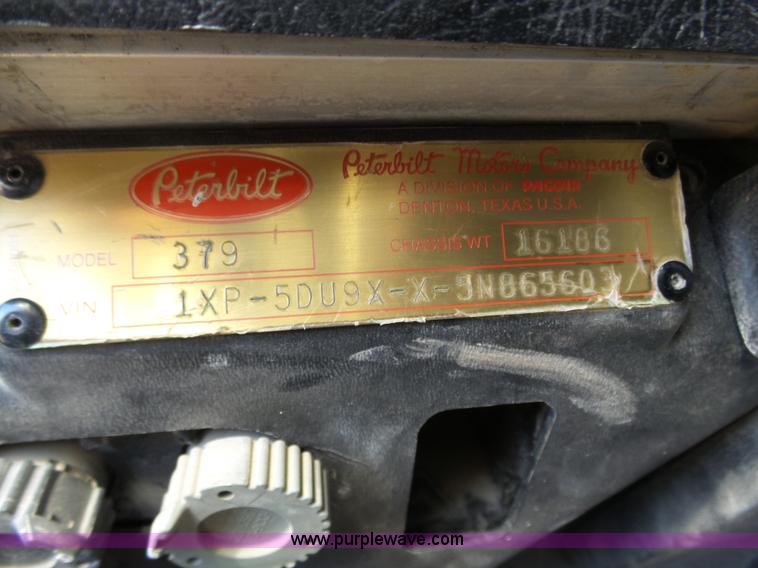 Peterbilt
Peterbilt Motors Company
A DIVISION OF PACCAR
DENTON, TEXAS U.S.A.
MODEL 379
CHASSIS WT 16186
VIN 1XP-5DU9X-X-5N865603
www.purplewave.com